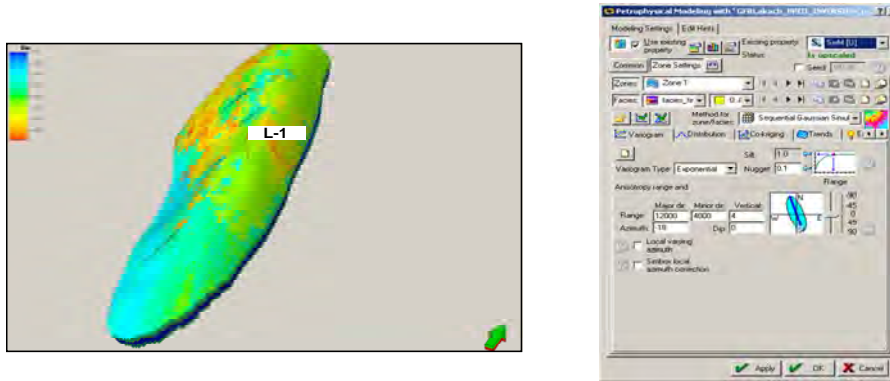 L-1
Petrophysical Modeling with
Modeling Settings | Edit Hints
Use existing property
Existing property
Status: Is upscaled
Common Zone Settings
Seed
Zones: Zone 1
Facies:
Method for zone/facies: Sequential Gaussian Simul
Variogram Distribution Co-kriging Trends
Sill: 1.0
Variogram Type: Exponential Nugget: 0.1
Range
Anisotropy range and
Major dir Minor dir Vertical
Range: 12000 4000 4
Azimuth: -18 Dip: 0
N
W E
-90
-45
0
45
90
Local varying azimuth
Simbox local azimuth correction
Apply OK Cancel